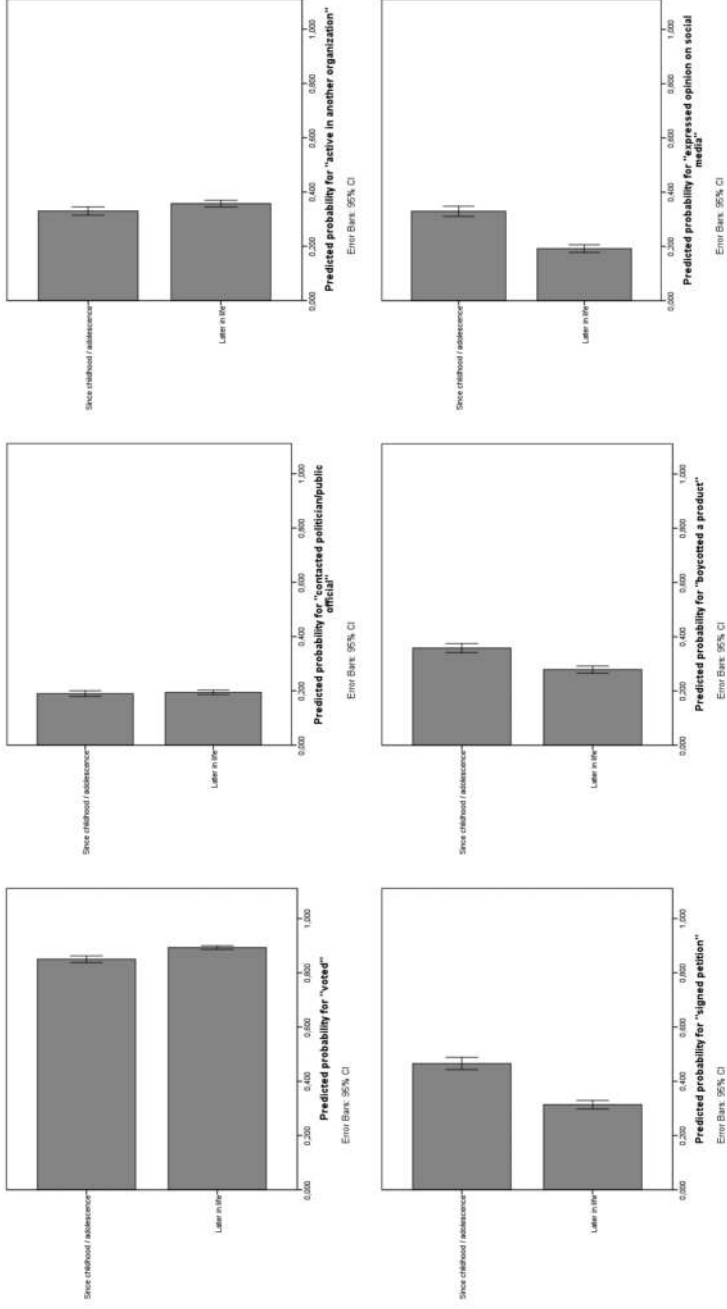 Since childhood / adolescence
Later in life
0,000 0,200 0,400 0,600 0,800 1,000
Predicted probability for "voted"
Error Bars: 95% CI
Since childhood / adolescence
Later in life
0,000 0,200 0,400 0,600 0,800 1,000
Predicted probability for "contacted politician/public
official"
Error Bars: 95% CI
Since childhood / adolescence
Later in life
0,000 0,200 0,400 0,600 0,800 1,000
Predicted probability for "active in another organization"
Error Bars: 95% CI
Since childhood / adolescence
Later in life
0,000 0,200 0,400 0,600 0,800 1,000
Predicted probability for "signed petition"
Error Bars: 95% CI
Since childhood / adolescence
Later in life
0,000 0,200 0,400 0,600 0,800 1,000
Predicted probability for "boycotted a product"
Error Bars: 95% CI
Since childhood / adolescence
Later in life
0,000 0,200 0,400 0,600 0,800 1,000
Predicted probability for "expressed opinion on social
media"
Error Bars: 95% CI